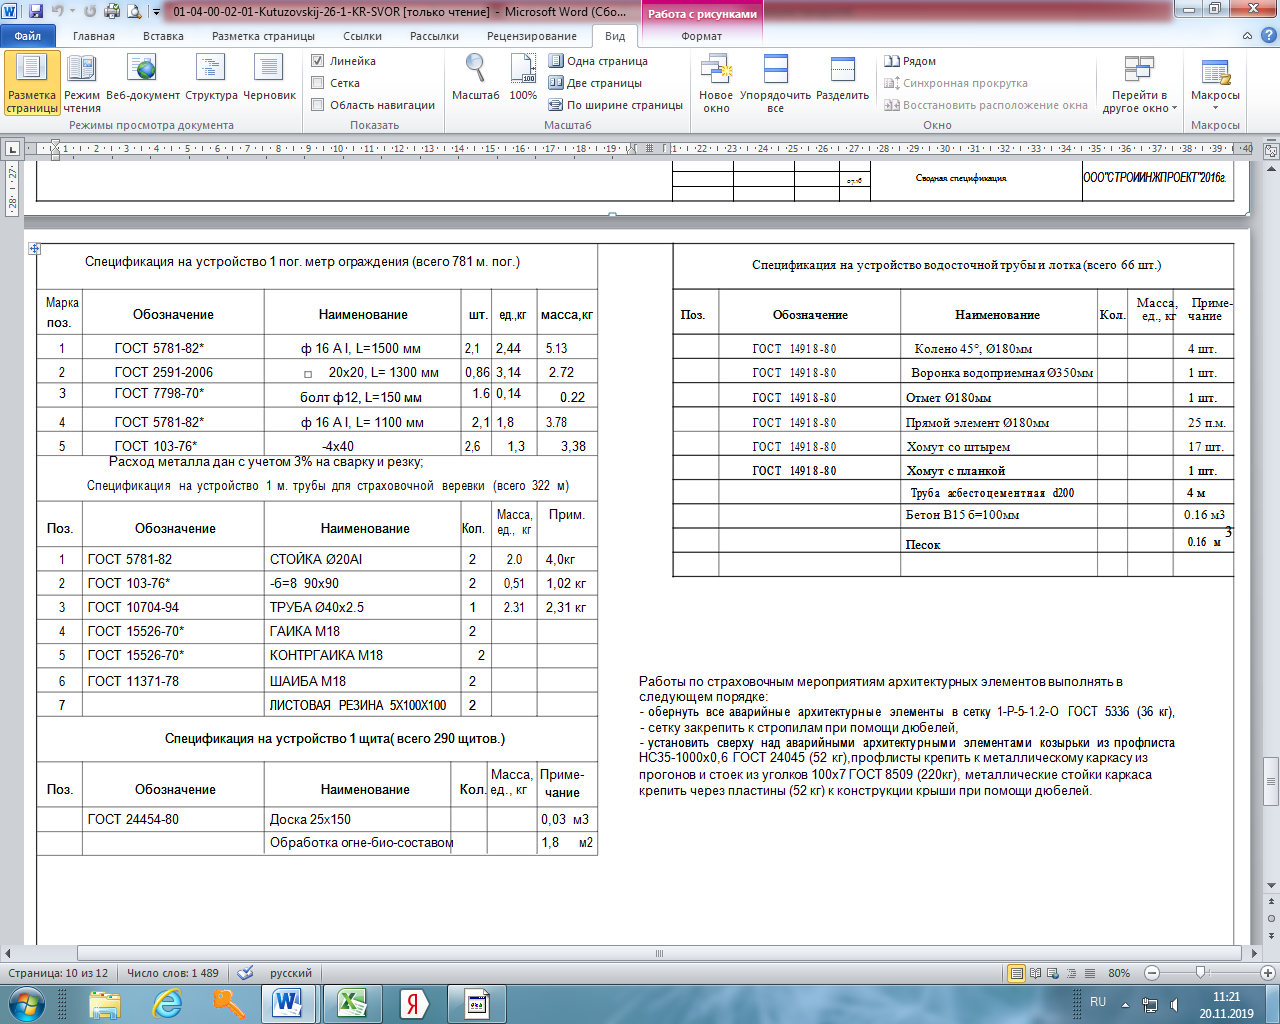 01-04-00-02-01-Kutuzovskij-26-1-KR-SVOR [только чтение] - Microsoft Word (Сбо...
Работа с рисунками
Файл Главная Вставка Разметка страницы Ссылки Рассылки Рецензирование Вид Формат
Разметка страницы
Режим чтения
Веб-документ
Структура
Черновик
Режимы просмотра документа
Линейка
Сетка
Область навигации
Показать
Масштаб
100%
Одна страница
Две страницы
По ширине страницы
Масштаб
Новое окно
Упорядочить все
Разделить
Рядом
Синхронная прокрутка
Восстановить расположение окна
Перейти в другое окно
Окно
Макросы
Макросы
07.16 Сводная спецификация ООО"СТРОИИНЖПРОЕКТ"2016г.
Спецификация на устройство 1 пог. метр ограждения (всего 781 м. пог.)
Марка поз. Обозначение Наименование шт. ед.,кг масса,кг
1 ГОСТ 5781-82* ф 16 А I, L=1500 мм 2,1 2,44 5.13
2 ГОСТ 2591-2006 □ 20x20, L= 1300 мм 0,86 3,14 2.72
3 ГОСТ 7798-70* болт ф12, L=150 мм 1.6 0,14 0.22
4 ГОСТ 5781-82* ф 16 А I, L= 1100 мм 2,1 1,8 3.78
5 ГОСТ 103-76* -4x40 2,6 1,3 3,38
Расход металла дан с учетом 3% на сварку и резку;
Спецификация на устройство 1 м. трубы для страховочной веревки (всего 322 м)
Поз. Обозначение Наименование Кол. Масса, ед., кг Прим.
1 ГОСТ 5781-82 СТОЙКА Ø20AI 2 2.0 4,0кг
2 ГОСТ 103-76* -б=8 90x90 2 0,51 1,02 кг
3 ГОСТ 10704-94 ТРУБА Ø40x2.5 1 2.31 2,31 кг
4 ГОСТ 15526-70* ГАИКА М18 2
5 ГОСТ 15526-70* КОНТРГАИКА М18 2
6 ГОСТ 11371-78 ШАИБА М18 2
7 ЛИСТОВАЯ РЕЗИНА 5X100X100 2
Спецификация на устройство 1 щита( всего 290 щитов.)
Поз. Обозначение Наименование Кол. Масса, ед., кг Приме-чание
ГОСТ 24454-80 Доска 25x150 0,03 м3
Обработка огне-био-составом 1,8 м2
Спецификация на устройство водосточной трубы и лотка (всего 66 шт.)
Поз. Обозначение Наименование Кол. Масса, ед., кг Приме-чание
ГОСТ 14918-80 Колено 45°, Ø180мм 4 шт.
ГОСТ 14918-80 Воронка водоприемная Ø350мм 1 шт.
ГОСТ 14918-80 Отмет Ø180мм 1 шт.
ГОСТ 14918-80 Прямой элемент Ø180мм 25 п.м.
ГОСТ 14918-80 Хомут со штырем 17 шт.
ГОСТ 14918-80 Хомут с планкой 1 шт.
Труба асбестоцементная d200 4 м
Бетон В15 б=100мм 0.16 м3
Песок 0.16 м 3
Работы по страховочным мероприятиям архитектурных элементов выполнять в
следующем порядке:
- обернуть все аварийные архитектурные элементы в сетку 1-Р-5-1.2-О ГОСТ 5336 (36 кг),
- сетку закрепить к стропилам при помощи дюбелей,
- установить сверху над аварийными архитектурными элементами козырьки из профлиста
НС35-1000x0,6 ГОСТ 24045 (52 кг),профлисты крепить к металлическому каркасу из
прогонов и стоек из уголков 100x7 ГОСТ 8509 (220кг), металлические стойки каркаса
крепить через пластины (52 кг) к конструкции крыши при помощи дюбелей.
Страница: 10 из 12 Число слов: 1 489 русский 80%
RU 11:21
20.11.2019